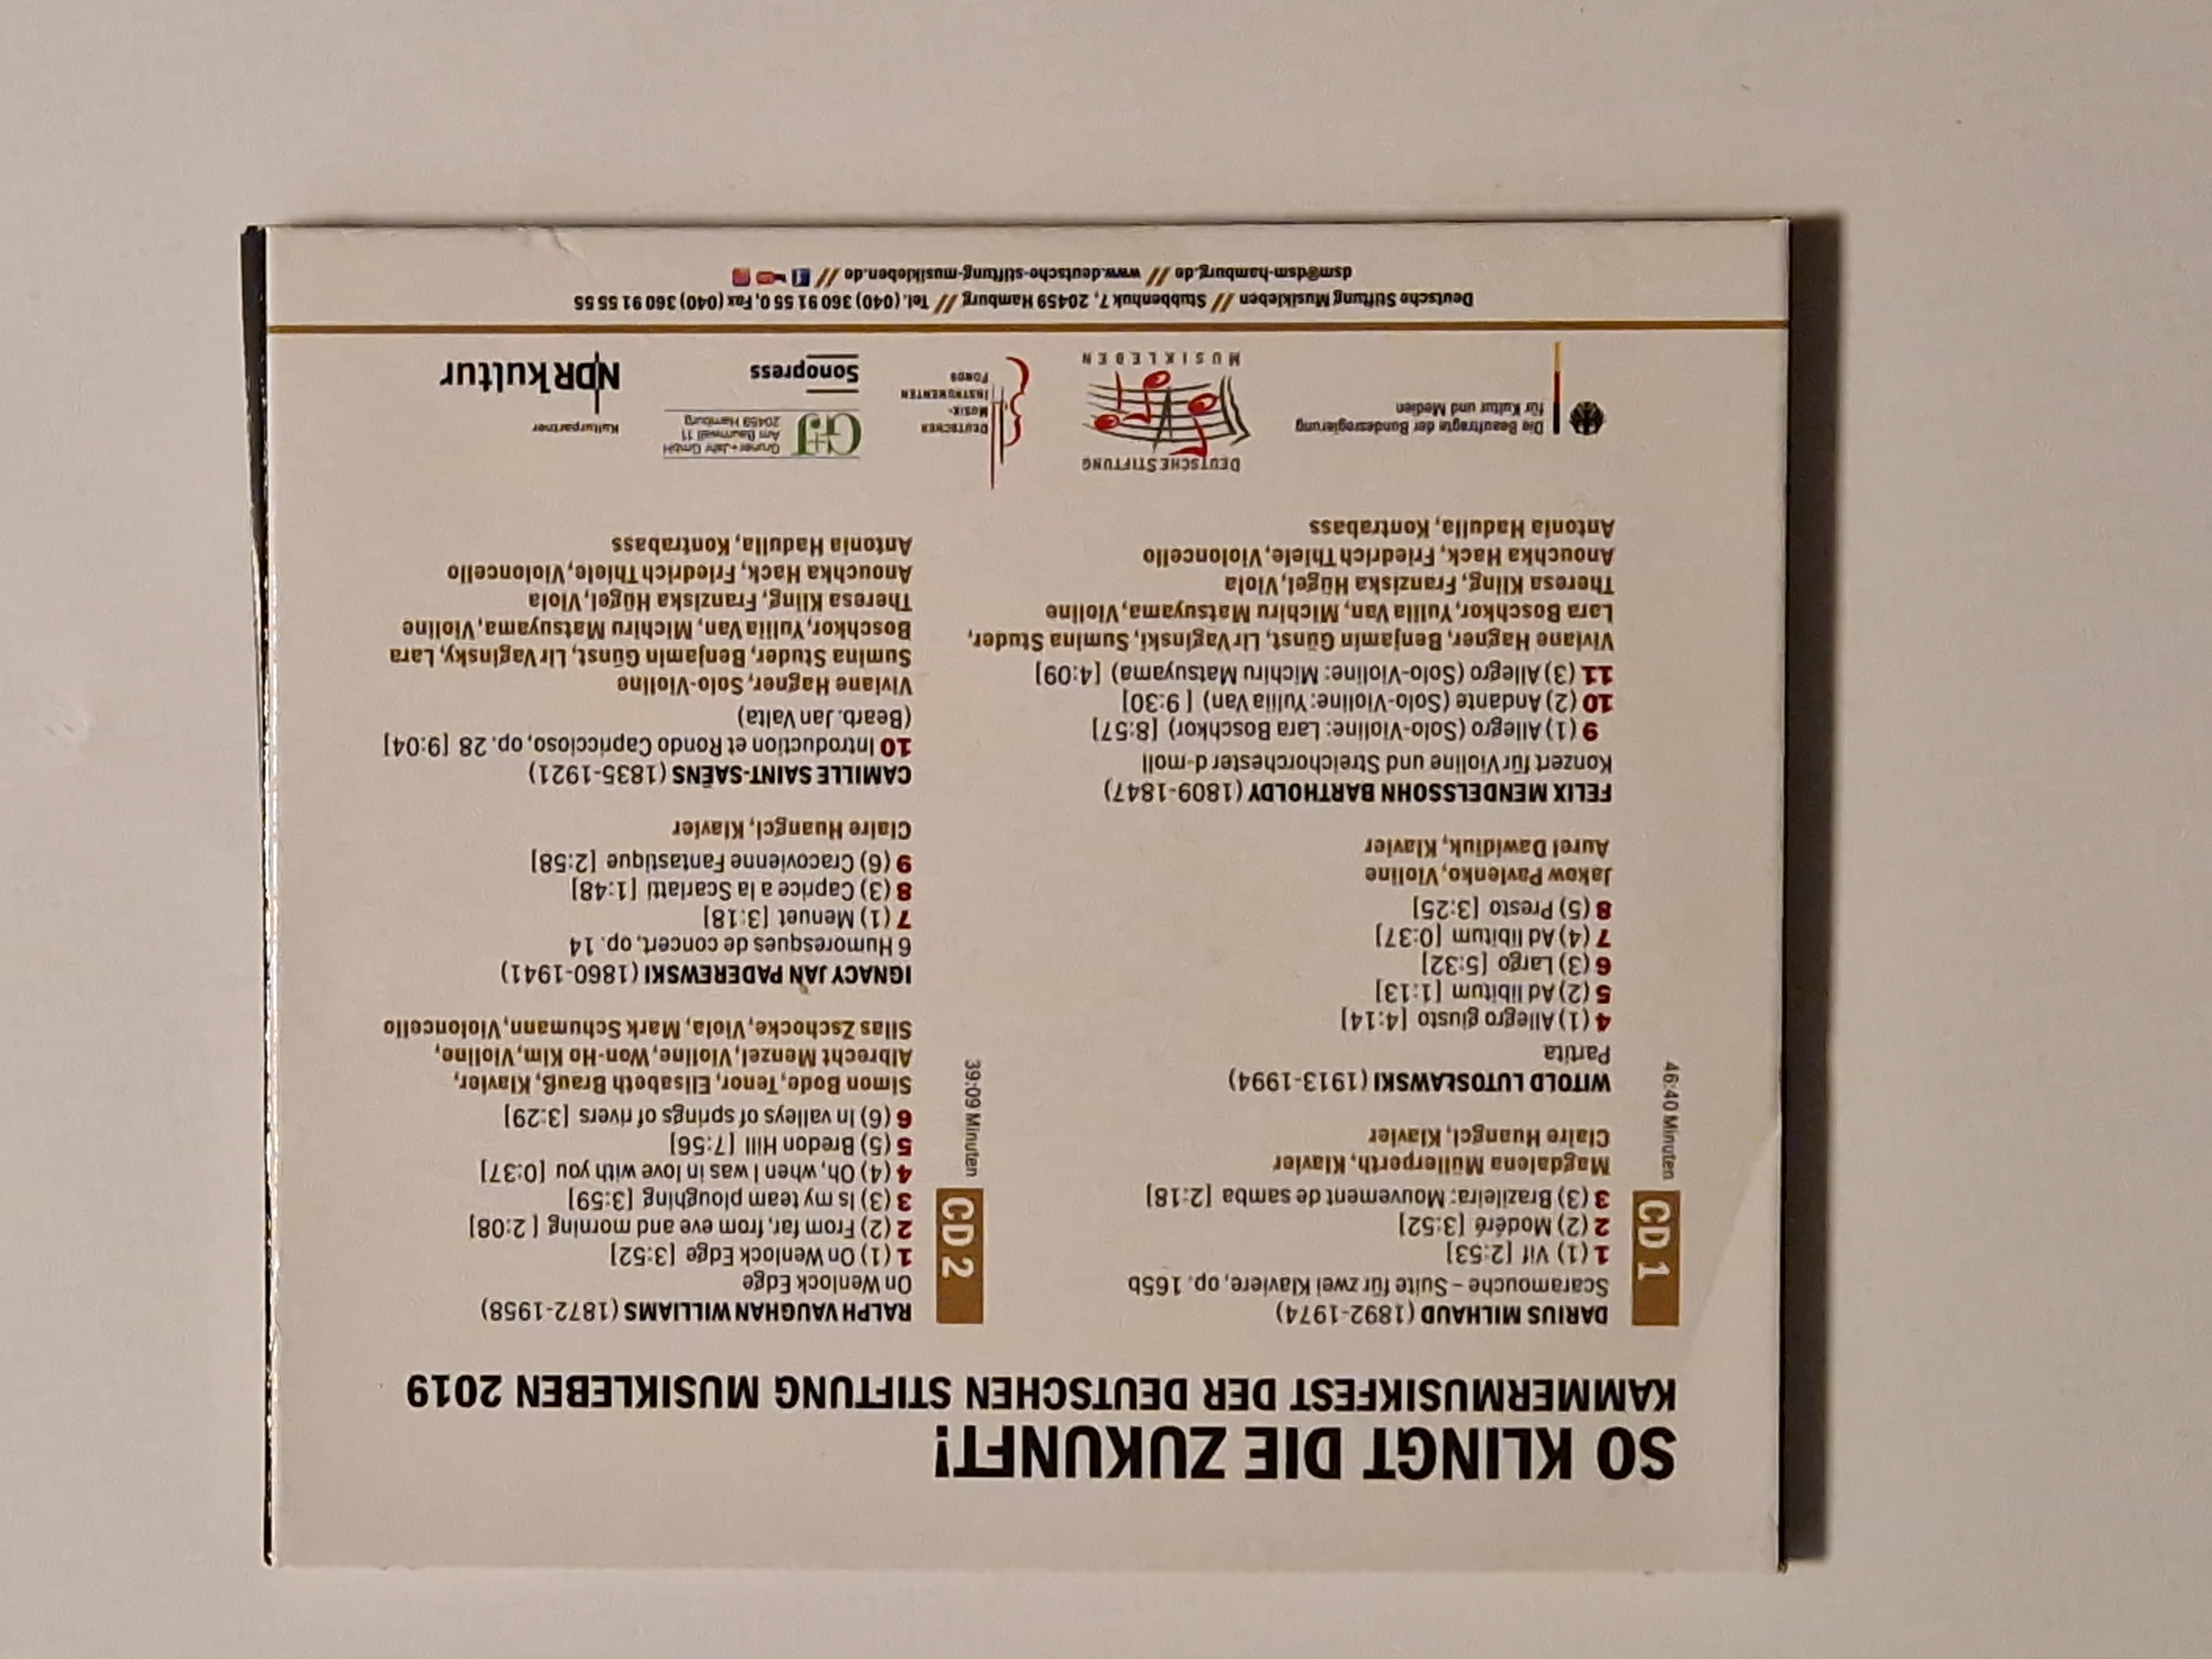 SO KLINGT DIE ZUKUNFT!
KAMMERMUSIKFEST DER DEUTSCHEN STIFTUNG MUSIKLEBEN 2019
CD 1
46:40 Minuten
DARIUS MILHAUD (1892-1974)
Scaramouche – Suite für zwei Klaviere, op. 165b
1 (1) Vif [2:53]
2 (2) Modéré [3:52]
3 (3) Brazileira: Mouvement de samba [2:18]
Magdalena Müllerperth, Klavier
Claire Huangci, Klavier
WITOLD LUTOSŁAWSKI (1913-1994)
Partita
4 (1) Allegro giusto [4:14]
5 (2) Ad libitum [1:13]
6 (3) Largo [5:32]
7 (4) Ad libitum [0:37]
8 (5) Presto [3:25]
Jakow Pavlenko, Violine
Aurel Dawidiuk, Klavier
FELIX MENDELSSOHN BARTHOLDY (1809-1847)
Konzert für Violine und Streichorchester d-moll
9 (1) Allegro (Solo-Violine: Lara Boschkor) [8:57]
10 (2) Andante (Solo-Violine: Yuliia Van) [ 9:30]
11 (3) Allegro (Solo-Violine: Michiru Matsuyama) [4:09]
Viviane Hagner, Benjamin Günst, Lir Vaginski, Sumina Studer,
Lara Boschkor, Yuliia Van, Michiru Matsuyama, Violine
Theresa Kling, Franziska Hügel, Viola
Anouchka Hack, Friedrich Thiele, Violoncello
Antonia Hadulla, Kontrabass
CD 2
39:09 Minuten
RALPH VAUGHAN WILLIAMS (1872-1958)
On Wenlock Edge
1 (1) On Wenlock Edge [3:52]
2 (2) From far, from eve and morning [ 2:08]
3 (3) Is my team ploughing [3:59]
4 (4) Oh, when I was in love with you [0:37]
5 (5) Bredon Hill [7:56]
6 (6) In valleys of springs of rivers [3:29]
Simon Bode, Tenor, Elisabeth Brauß, Klavier,
Albrecht Menzel, Violine, Won-Ho Kim, Violine,
Silas Zschocke, Viola, Mark Schumann, Violoncello
IGNACY JAN PADEREWSKI (1860-1941)
6 Humoresques de concert, op. 14
7 (1) Menuet [3:18]
8 (3) Caprice a la Scarlatti [1:48]
9 (6) Cracovienne Fantastique [2:58]
Claire Huangci, Klavier
CAMILLE SAINT-SAËNS (1835-1921)
10 Introduction et Rondo Capriccioso, op. 28 [9:04]
(Bearb. Jan Valta)
Viviane Hagner, Solo-Violine
Sumina Studer, Benjamin Günst, Lir Vaginsky, Lara
Boschkor, Yuliia Van, Michiru Matsuyama, Violine
Theresa Kling, Franziska Hügel, Viola
Anouchka Hack, Friedrich Thiele, Violoncello
Antonia Hadulla, Kontrabass
Die Beauftragte der Bundesregierung
für Kultur und Medien
DEUTSCHE STIFTUNG
MUSIKLEBEN
DEUTSCHER
MUSIK-
INSTRUMENTEN
FONDS
G+J
Gruner+Jahr GmbH
Am Baumwall 11
20459 Hamburg
Sonopress
Kulturpartner
NDR kultur
Deutsche Stiftung Musikleben // Stubbenhuk 7, 20459 Hamburg // Tel. (040) 360 91 55 0, Fax (040) 360 91 55 55
dsm@dsm-hamburg.de // www.deutsche-stiftung-musikleben.de //